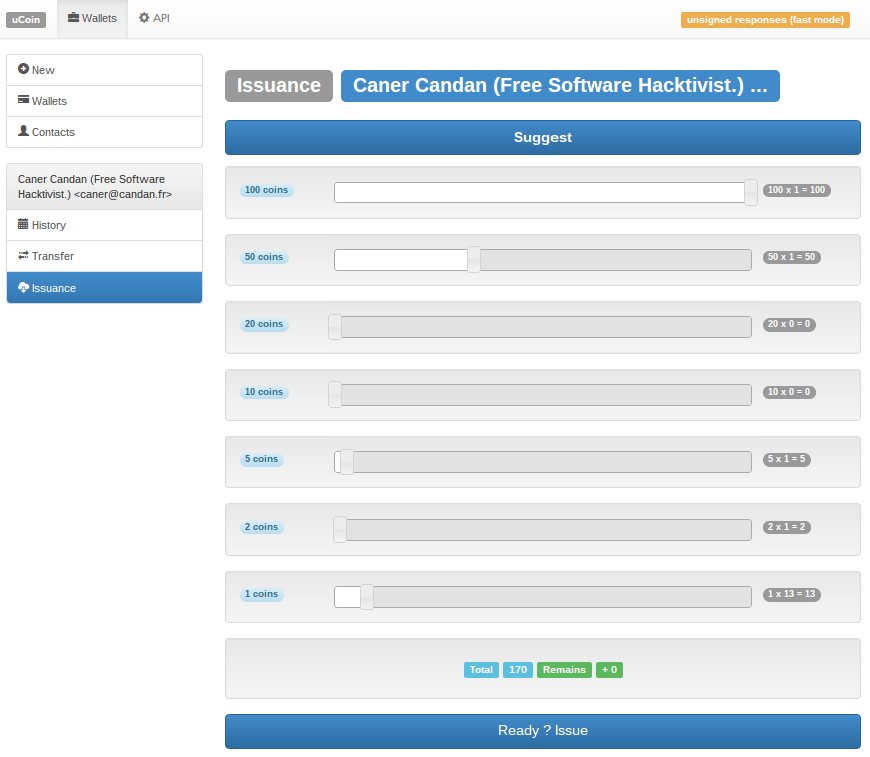 uCoin Wallets API unsigned responses (fast mode)
New
Wallets
Contacts
Caner Candan (Free Software
Hacktivist.) <caner@candan.fr>
History
Transfer
Issuance
Issuance Caner Candan (Free Software Hacktivist.) ...
Suggest
100 coins 100 x 1 = 100
50 coins 50 x 1 = 50
20 coins 20 x 0 = 0
10 coins 10 x 0 = 0
5 coins 5 x 1 = 5
2 coins 2 x 1 = 2
1 coins 1 x 13 = 13
Total 170 Remains + 0
Ready ? Issue